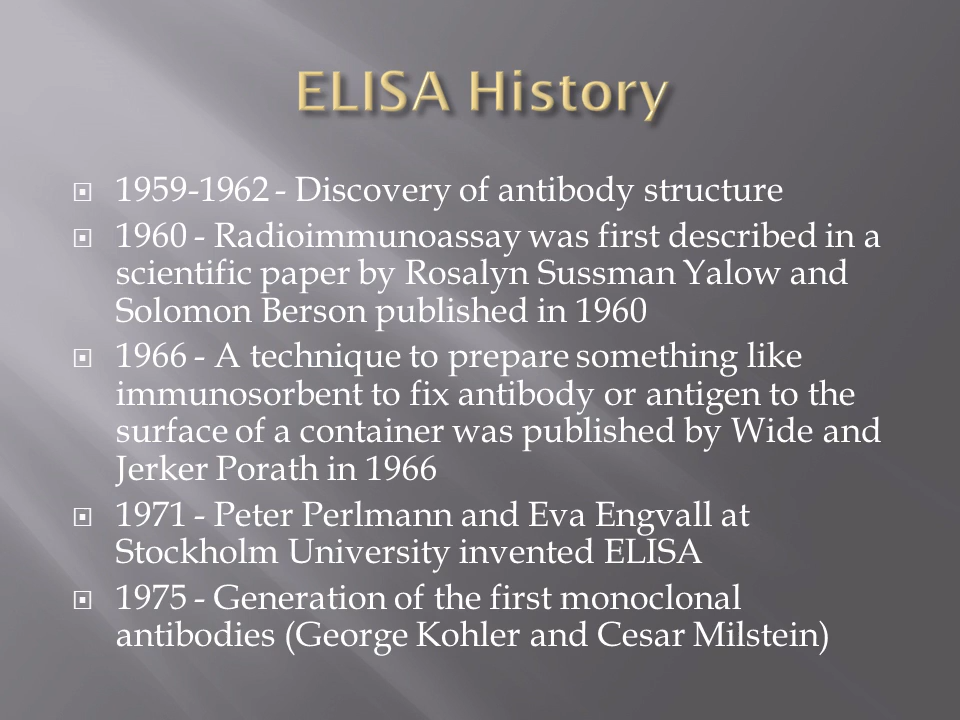 ELISA History
1959-1962 - Discovery of antibody structure
1960 - Radioimmunoassay was first described in a
scientific paper by Rosalyn Sussman Yalow and
Solomon Berson published in 1960
1966 - A technique to prepare something like
immunosorbent to fix antibody or antigen to the
surface of a container was published by Wide and
Jerker Porath in 1966
1971 - Peter Perlmann and Eva Engvall at
Stockholm University invented ELISA
1975 - Generation of the first monoclonal
antibodies (George Kohler and Cesar Milstein)